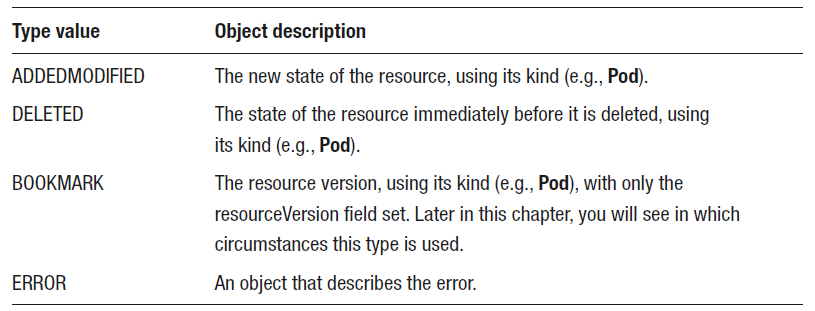 Type value Object description
ADDEDMODIFIED The new state of the resource, using its kind (e.g., Pod).
DELETED The state of the resource immediately before it is deleted, using
its kind (e.g., Pod).
BOOKMARK The resource version, using its kind (e.g., Pod), with only the
resourceVersion field set. Later in this chapter, you will see in which
circumstances this type is used.
ERROR An object that describes the error.